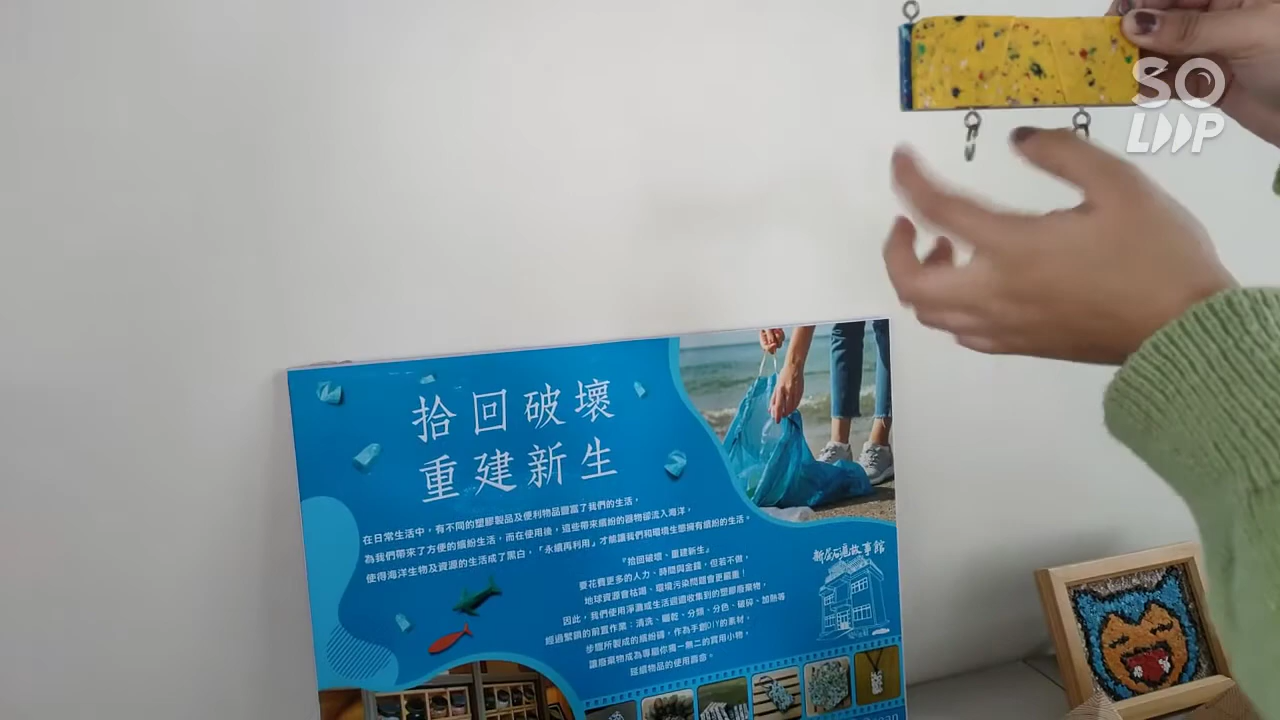 SO
LOOP
拾回破壞
重建新生
在日常生活中，有不同的塑膠製品及便利物品豐富了我們的生活，
為我們帶來了方便的繽紛生活，而在使用後，這些帶來繽紛的器物卻流入海洋，
使得海洋生物及資源的生活成了黑白，「永續再利用」才能讓我們和環境生態擁有繽紛的生活。
『拾回破壞、重建新生』
要花費更多的人力、時間與金錢，但若不做，
地球資源會枯竭、環境污染問題會更嚴重！
因此，我們使用淨灘或生活週遭收集到的塑膠廢棄物，
經過繁鎖的前置作業：清洗、曬乾、分類、分色、破碎、加熱等
步驟所製成的繽紛磚，作為手創DIY的素材，
讓廢棄物成為專屬你獨一無二的實用小物，
延續物品的使用壽命。
故事館